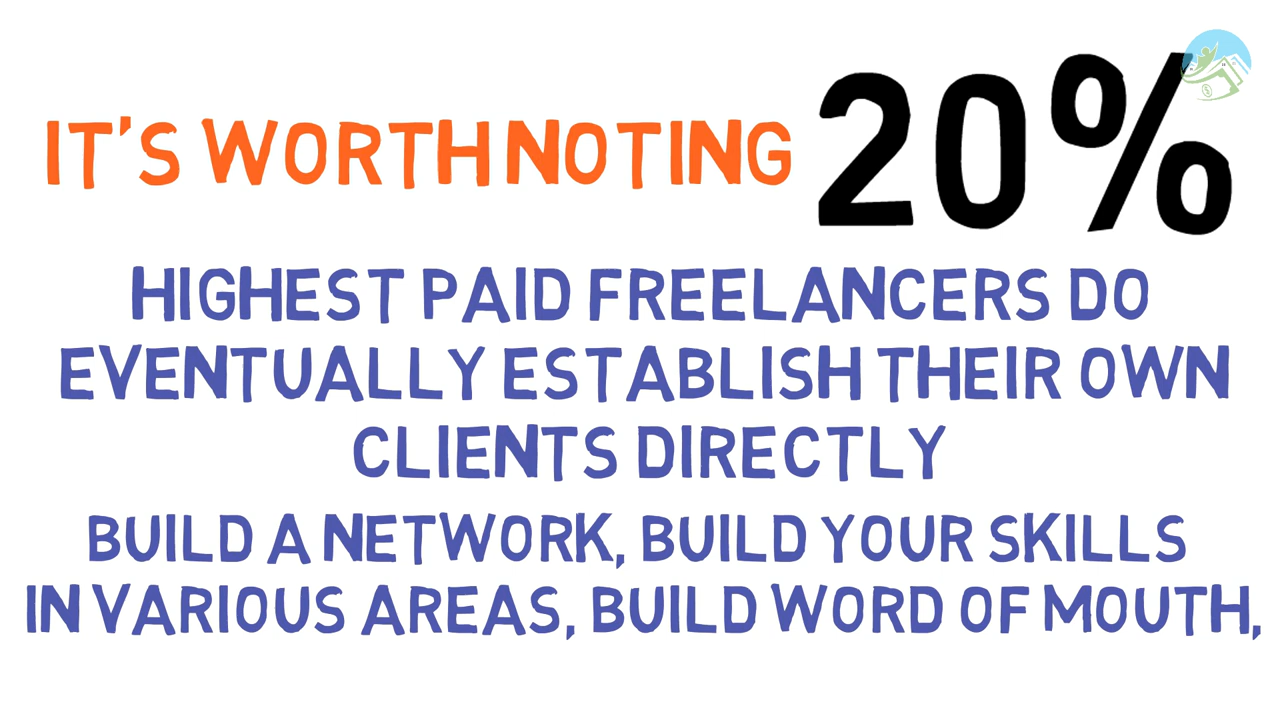 IT'S WORTH NOTING 20%
HIGHEST PAID FREELANCERS DO
EVENTUALLY ESTABLISH THEIR OWN
CLIENTS DIRECTLY
BUILD A NETWORK, BUILD YOUR SKILLS
IN VARIOUS AREAS, BUILD WORD OF MOUTH,